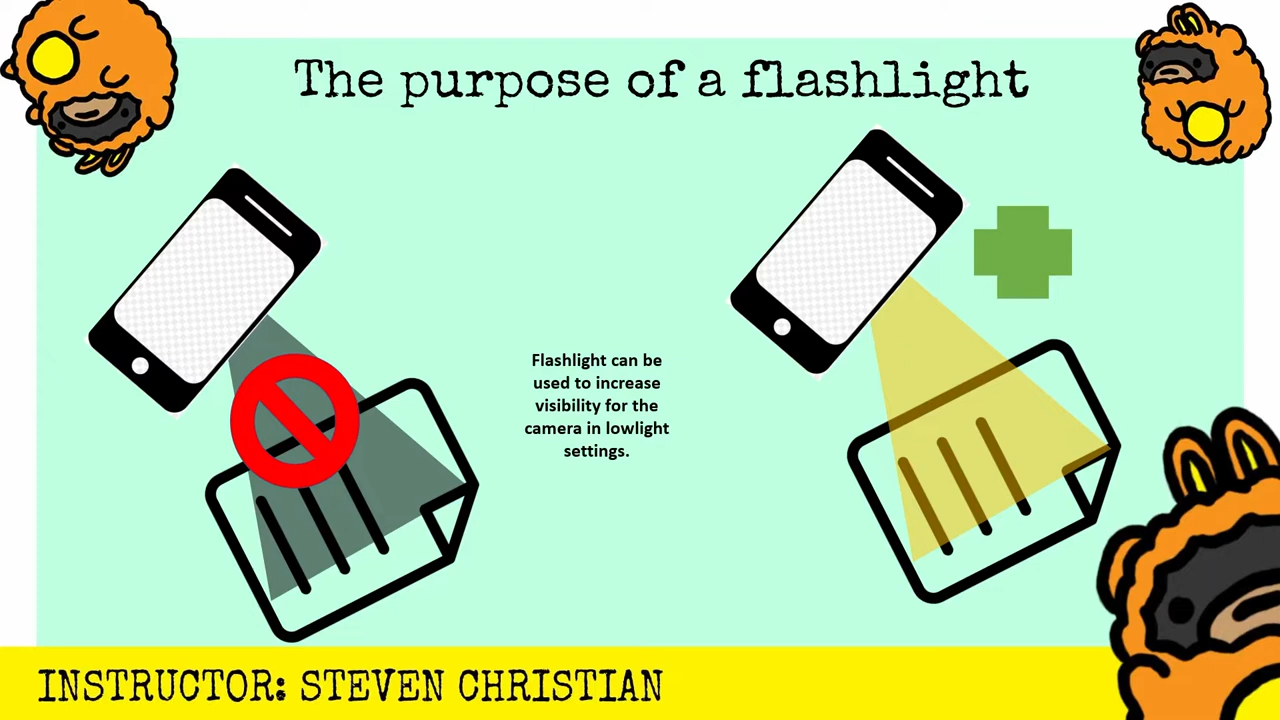 The purpose of a flashlight
Flashlight can be
used to increase
visibility for the
camera in lowlight
settings.
INSTRUCTOR: STEVEN CHRISTIAN